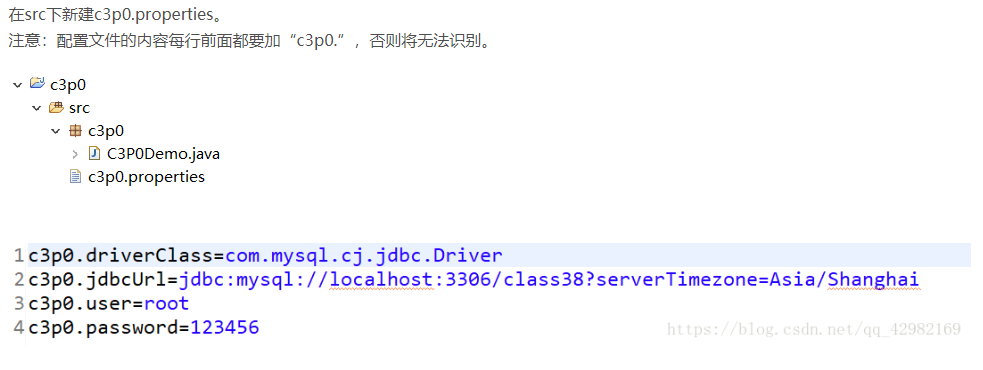 在src下新建c3p0.properties。
注意：配置文件的内容每行前面都要加“c3p0.”，否则将无法识别。
c3p0
src
c3p0
C3P0Demo.java
c3p0.properties
1 c3p0.driverClass=com.mysql.cj.jdbc.Driver
2 c3p0.jdbcUrl=jdbc:mysql://localhost:3306/class38?serverTimezone=Asia/Shanghai
3 c3p0.user=root
4 c3p0.password=123456
https://blog.csdn.net/qq_42982169